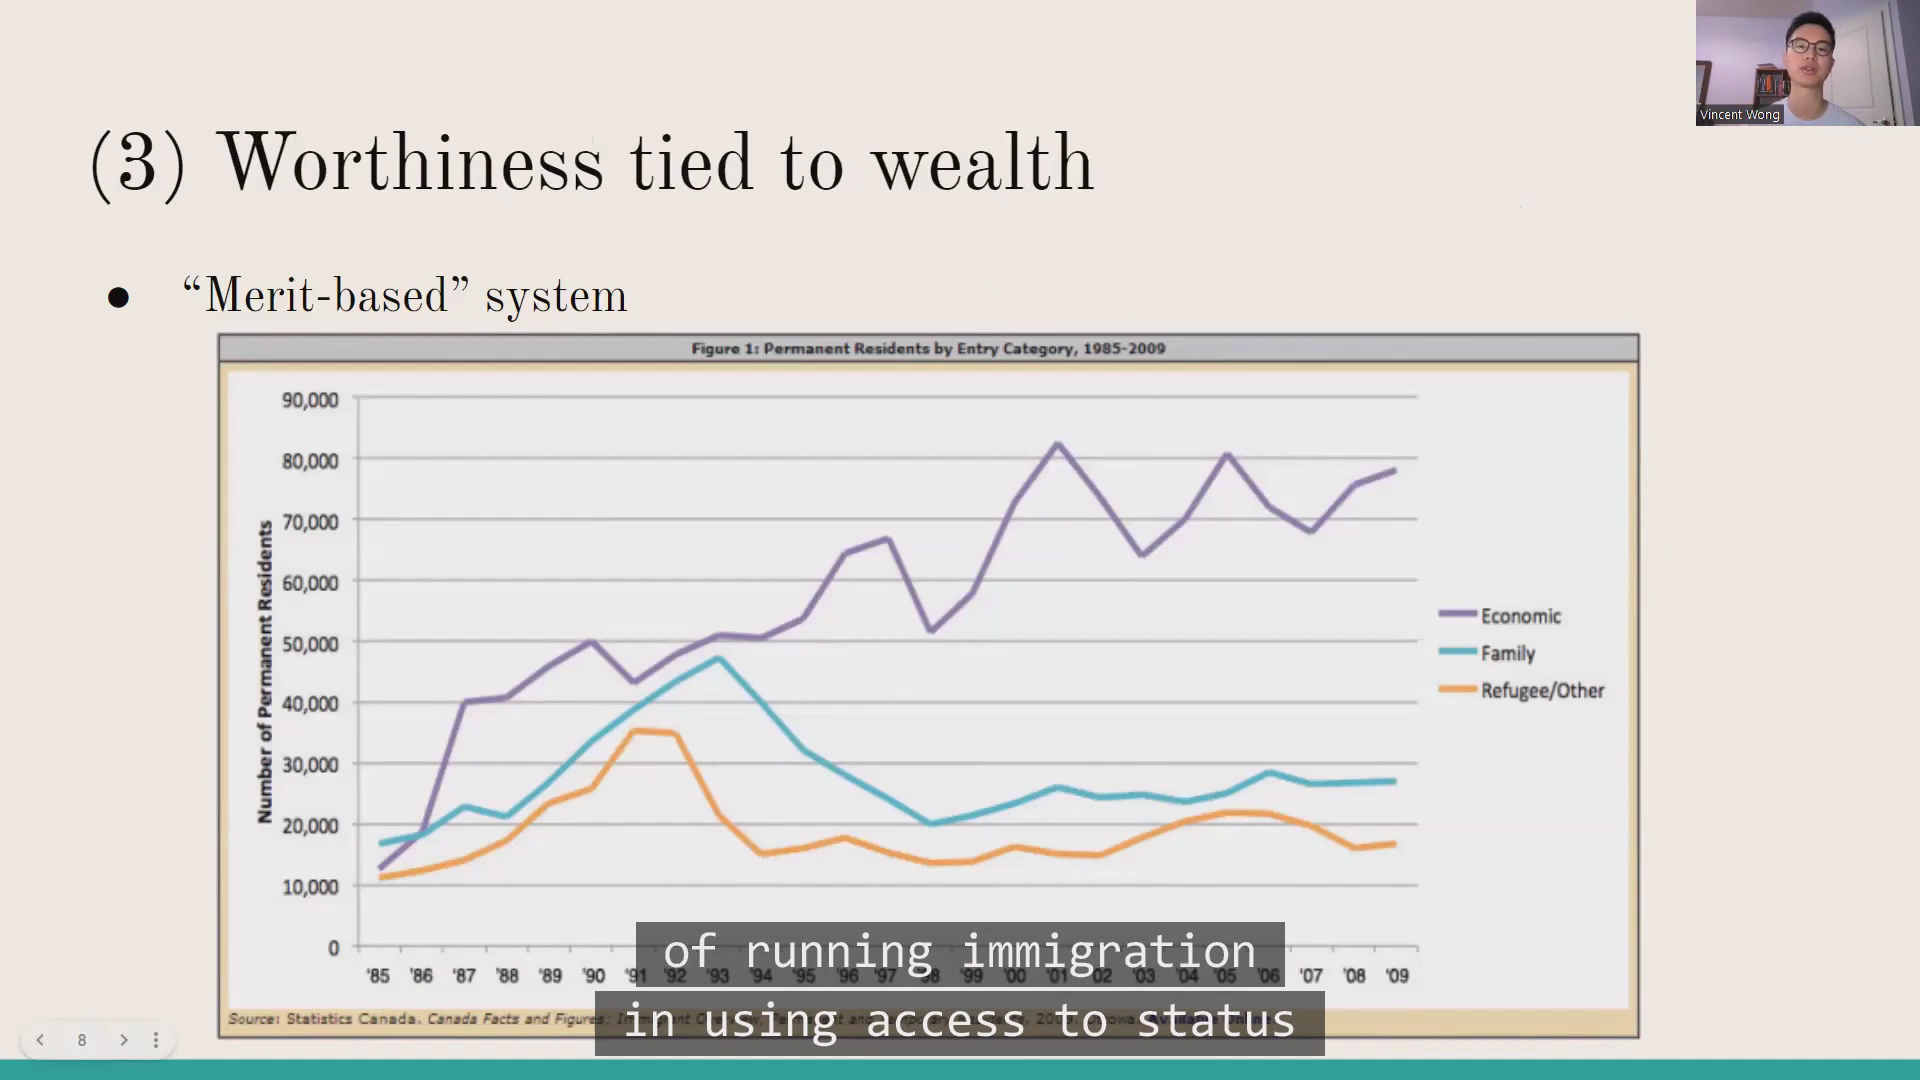 Vincent Wong
(3) Worthiness tied to wealth
● “Merit-based” system
Figure 1: Permanent Residents by Entry Category, 1985-2009
90,000
80,000
70,000
60,000
50,000
40,000
30,000
20,000
10,000
0
Number of Permanent Residents
Economic
Family
Refugee/Other
'85 '86 '87 '88 '89 '90 '91 '92 '93 '94 '95 '96 '97 '98 '99 '00 '01 '02 '03 '04 '05 '06 '07 '08 '09
of running immigration
in using access to status
Source: Statistics Canada. Canada Facts and Figures:
8